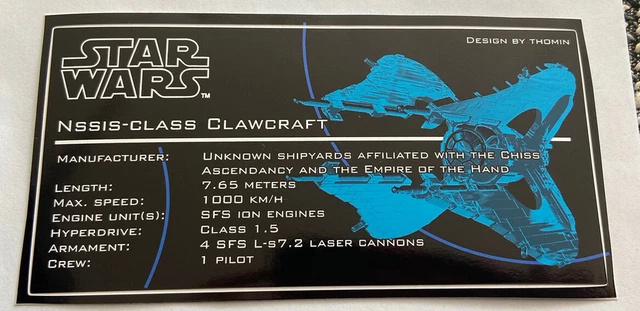 Design by thomin
STAR
WARS™
Nssis-class Clawcraft
Manufacturer: Unknown shipyards affiliated with the Chiss
Ascendancy and the Empire of the Hand
Length: 7.65 meters
Max. speed: 1000 km/h
Engine unit(s): SFS ion engines
Hyperdrive: Class 1.5
Armament: 4 SFS L-s7.2 laser cannons
Crew: 1 pilot